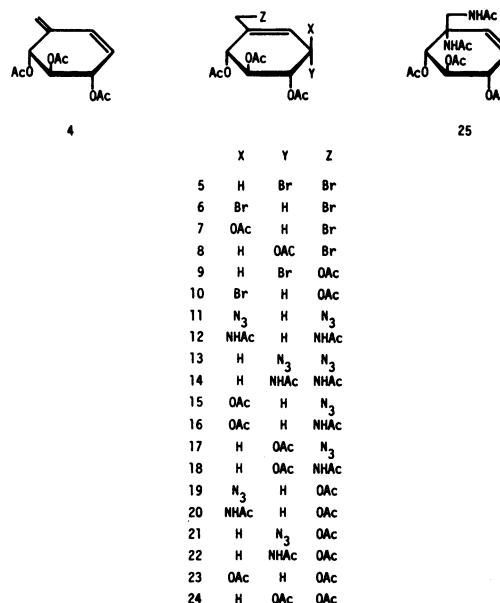 Z
X
NHAc
NHAc
AcO
OAc
OAc
AcO
OAc
Y
OAc
AcO
OAc
OAc
4
25
X Y Z
5 H Br Br
6 Br H Br
7 OAc H Br
8 H OAC Br
9 H Br OAc
10 Br H OAc
11 N3 H N3
12 NHAc H NHAc
13 H N3 N3
14 H NHAc NHAc
15 OAc H N3
16 OAc H NHAc
17 H OAc N3
18 H OAc NHAc
19 N3 H OAc
20 NHAc H OAc
21 H N3 OAc
22 H NHAc OAc
23 OAc H OAc
24 H OAc OAc